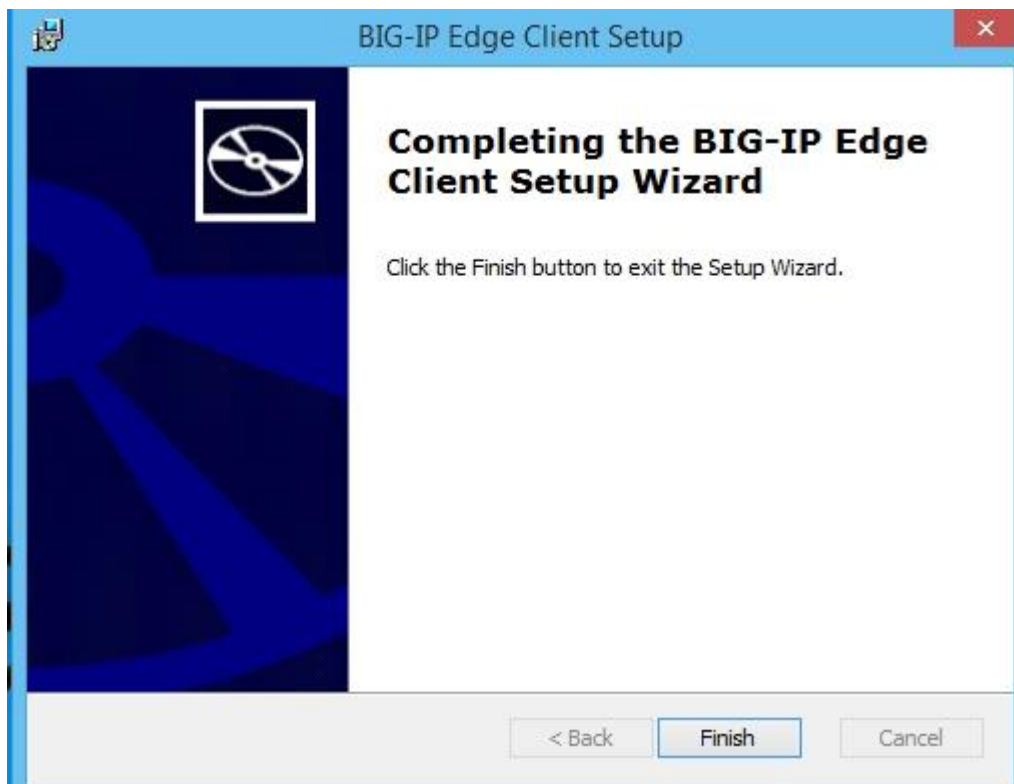 BIG-IP Edge Client Setup
Completing the BIG-IP Edge
Client Setup Wizard
Click the Finish button to exit the Setup Wizard.
< Back Finish Cancel